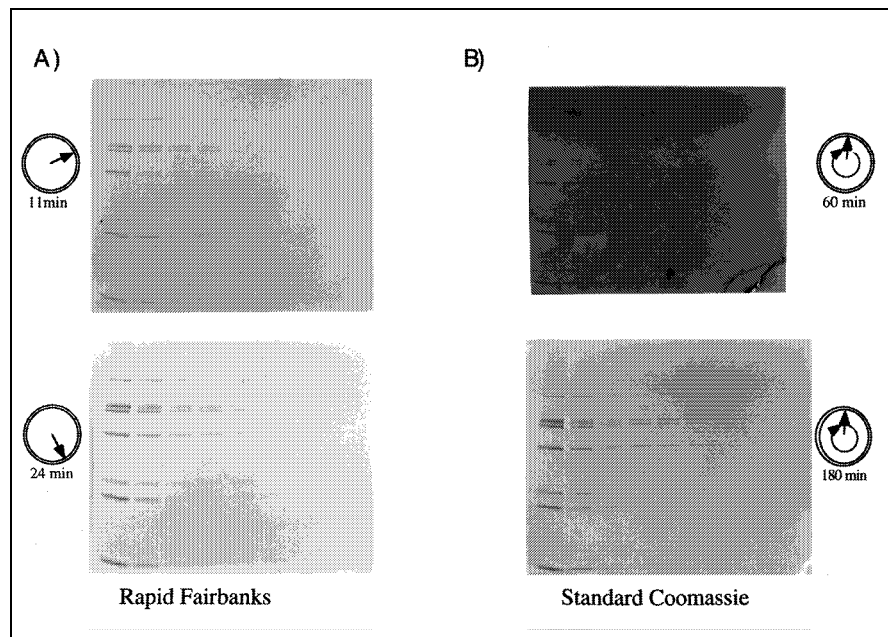 A)
B)
11min
60 min
24 min
180 min
Rapid Fairbanks
Standard Coomassie